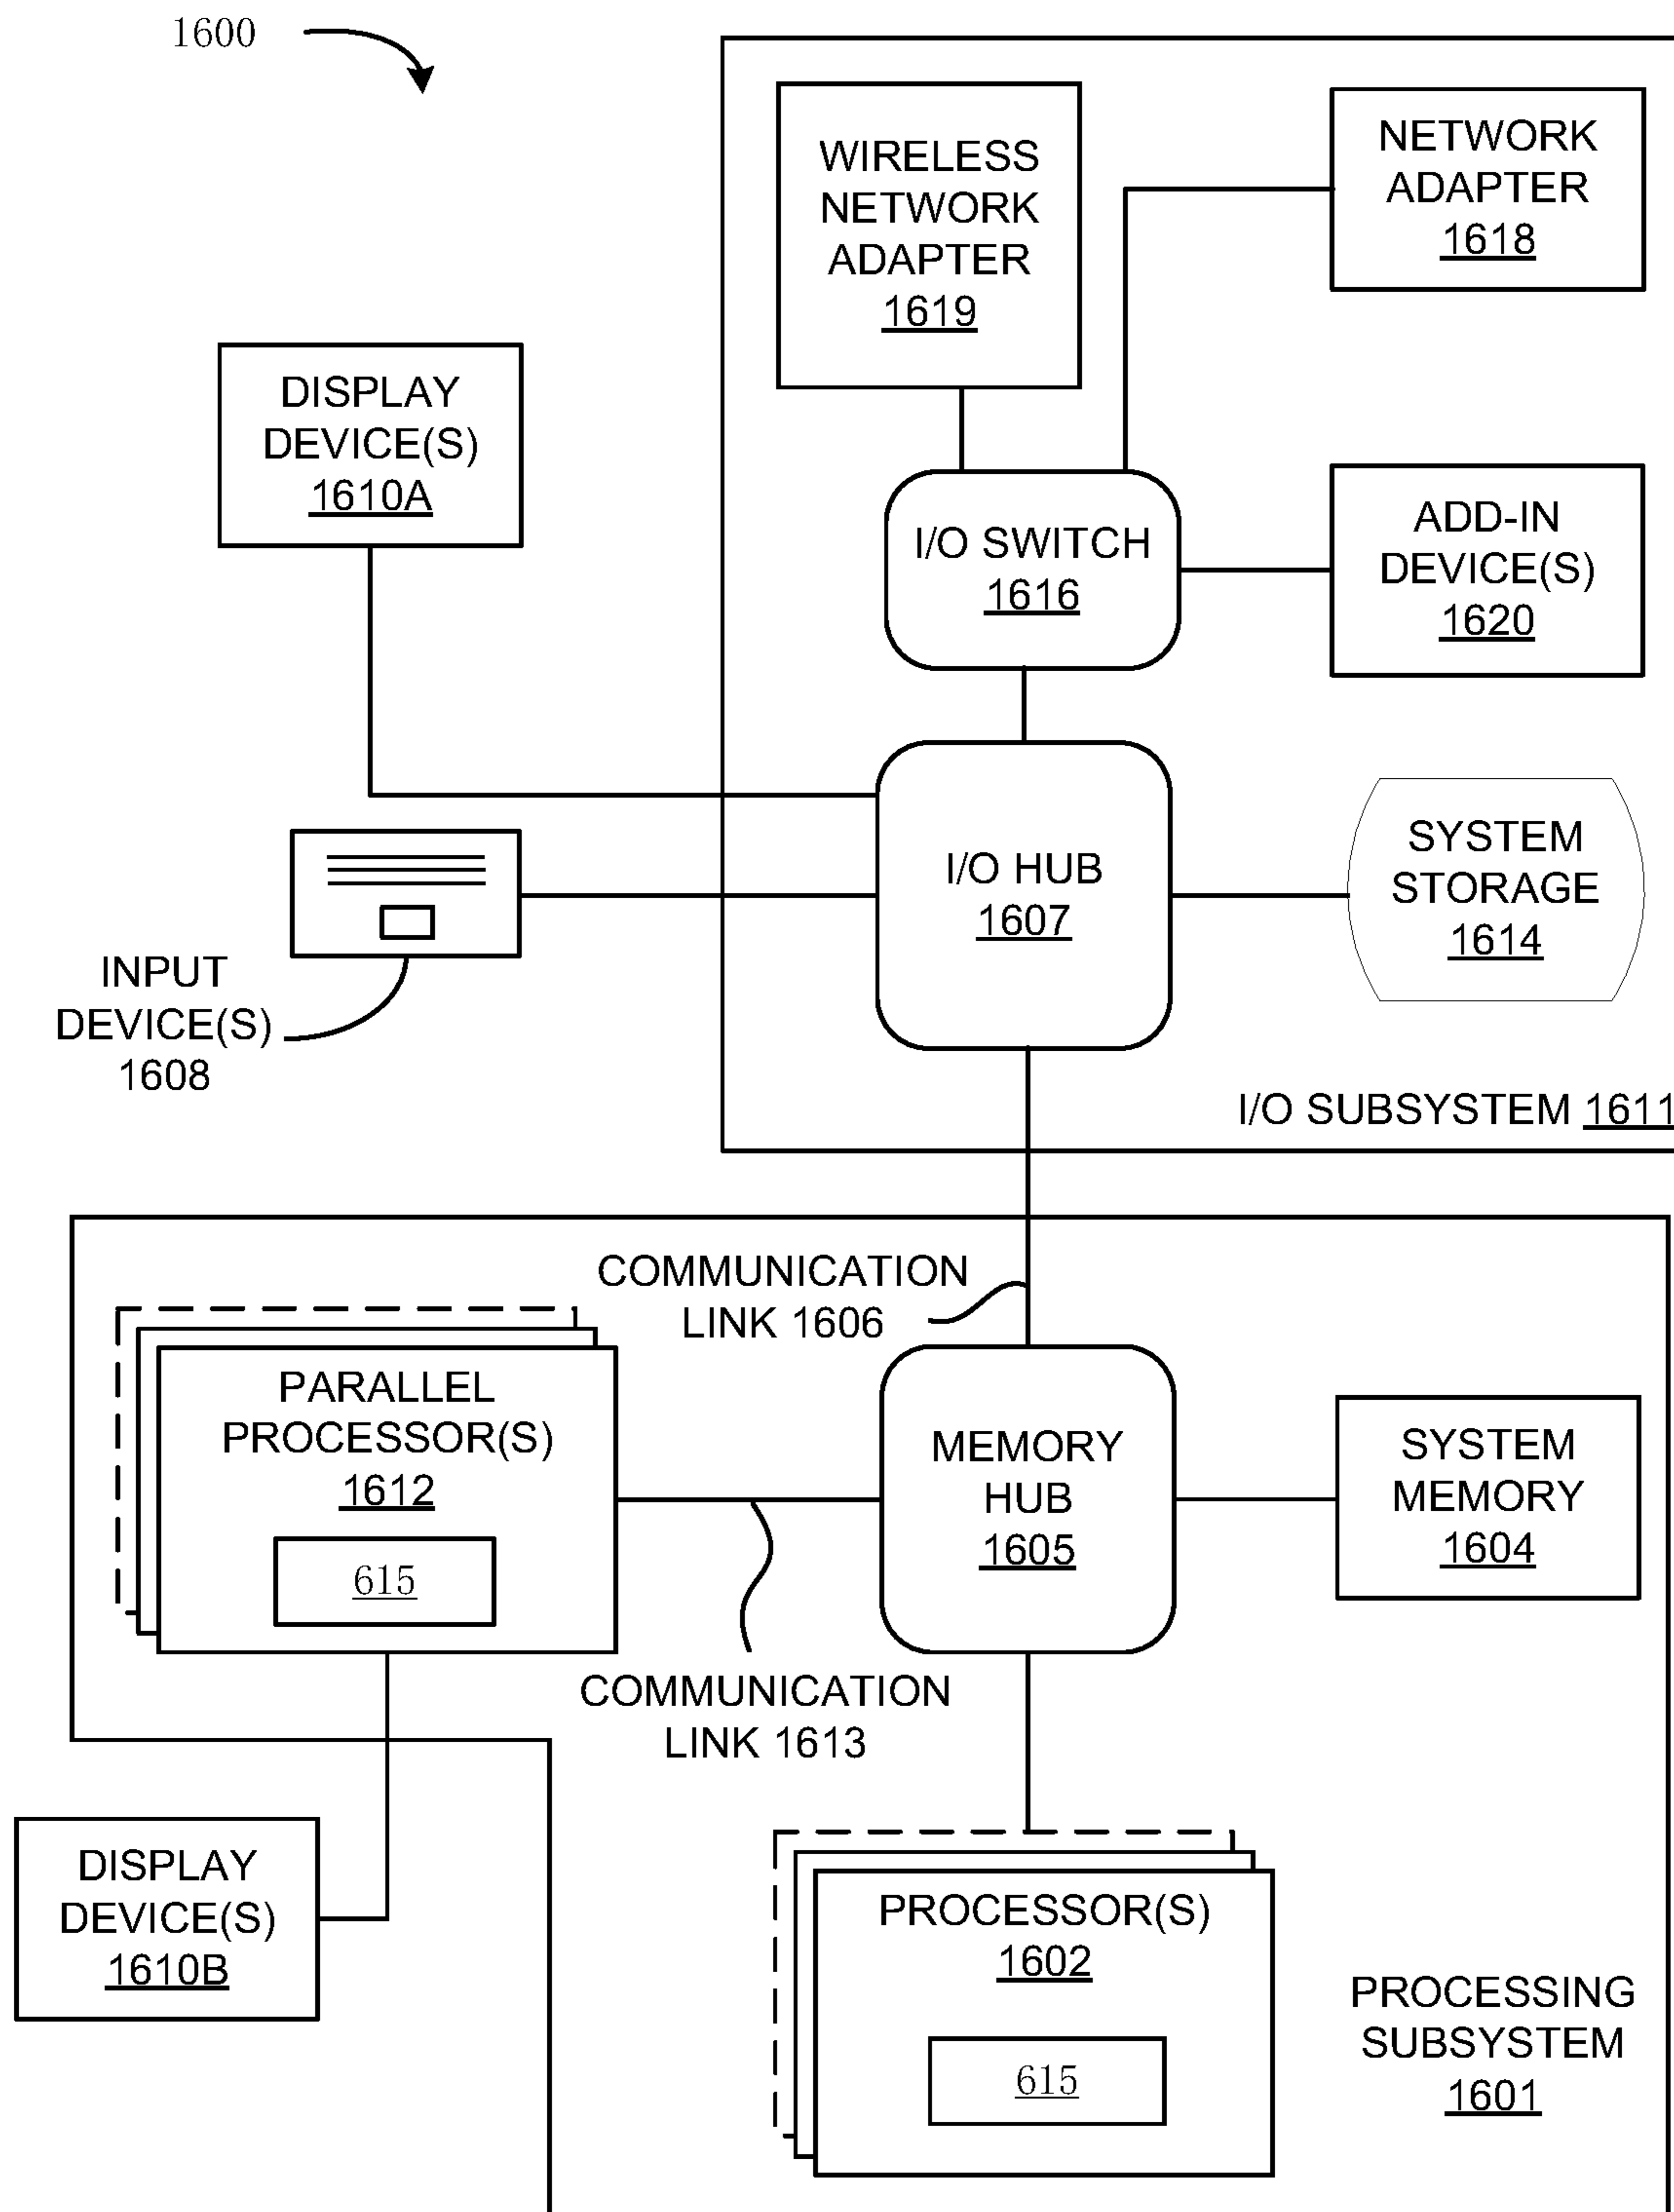 1600
WIRELESS
NETWORK
ADAPTER
1619
NETWORK
ADAPTER
1618
DISPLAY
DEVICE(S)
1610A
I/O SWITCH
1616
ADD-IN
DEVICE(S)
1620
I/O HUB
1607
SYSTEM
STORAGE
1614
INPUT
DEVICE(S)
1608
I/O SUBSYSTEM 1611
COMMUNICATION
LINK 1606
PARALLEL
PROCESSOR(S)
1612
615
MEMORY
HUB
1605
SYSTEM
MEMORY
1604
COMMUNICATION
LINK 1613
DISPLAY
DEVICE(S)
1610B
PROCESSOR(S)
1602
615
PROCESSING
SUBSYSTEM
1601